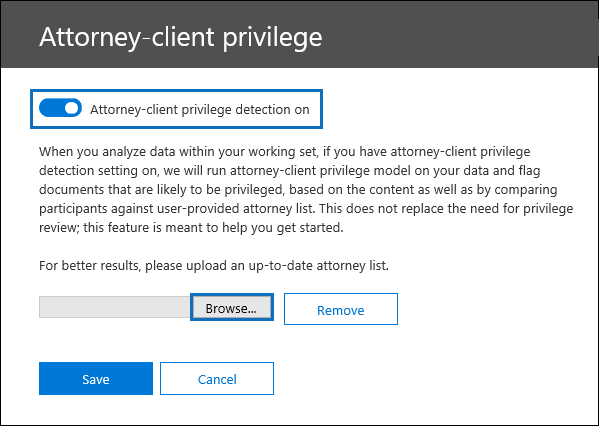 Attorney-client privilege
Attorney-client privilege detection on
When you analyze data within your working set, if you have attorney-client privilege
detection setting on, we will run attorney-client privilege model on your data and flag
documents that are likely to be privileged, based on the content as well as by comparing
participants against user-provided attorney list. This does not replace the need for privilege
review; this feature is meant to help you get started.
For better results, please upload an up-to-date attorney list.
Browse...
Remove
Save
Cancel